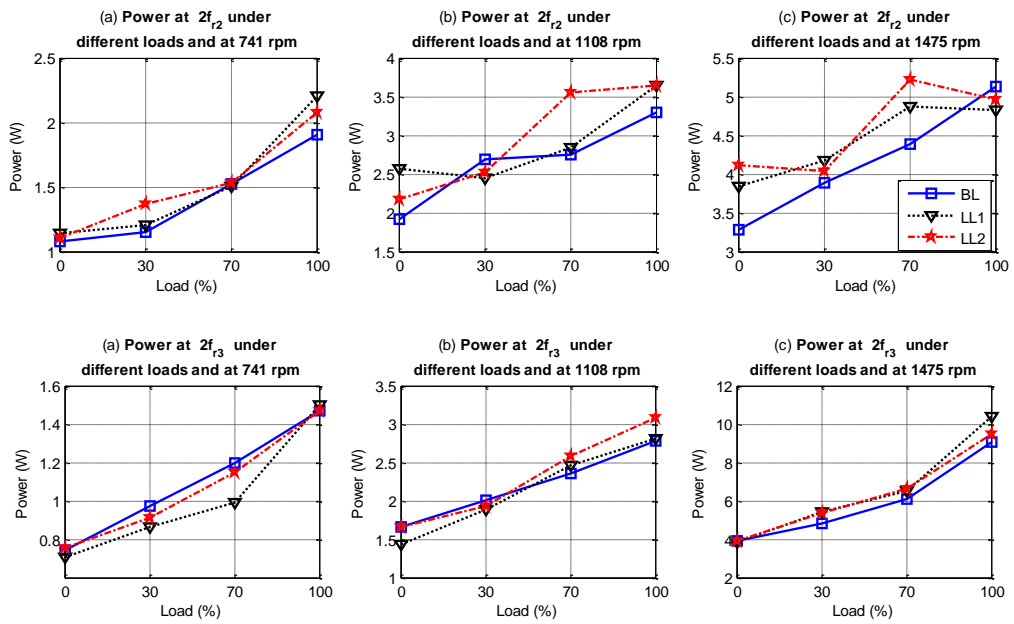 (a) Power at 2f_r2 under
different loads and at 741 rpm
2.5
2
1.5
1
Power (W)
0 30 70 100
Load (%)
(b) Power at 2f_r2 under
different loads and at 1108 rpm
4
3.5
3
2.5
2
1.5
Power (W)
0 30 70 100
Load (%)
(c) Power at 2f_r2 under
different loads and at 1475 rpm
5.5
5
4.5
4
3.5
3
Power (W)
BL
LL1
LL2
0 30 70 100
Load (%)
(a) Power at 2f_r3 under
different loads and at 741 rpm
1.6
1.4
1.2
1
0.8
Power (W)
0 30 70 100
Load (%)
(b) Power at 2f_r3 under
different loads and at 1108 rpm
3.5
3
2.5
2
1.5
1
Power (W)
0 30 70 100
Load (%)
(c) Power at 2f_r3 under
different loads and at 1475 rpm
12
10
8
6
4
2
Power (W)
0 30 70 100
Load (%)